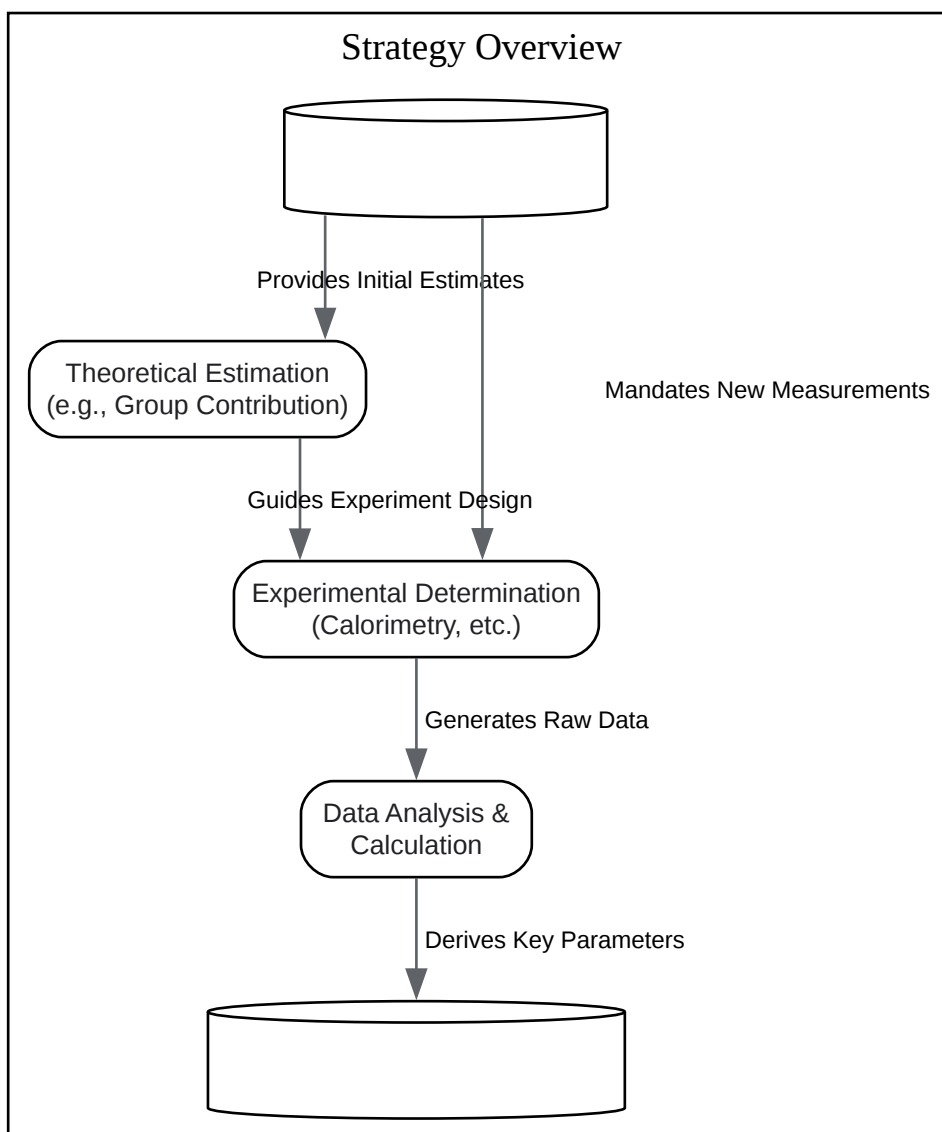 Strategy Overview
Provides Initial Estimates
Theoretical Estimation
(e.g., Group Contribution)
Mandates New Measurements
Guides Experiment Design
Experimental Determination
(Calorimetry, etc.)
Generates Raw Data
Data Analysis &
Calculation
Derives Key Parameters